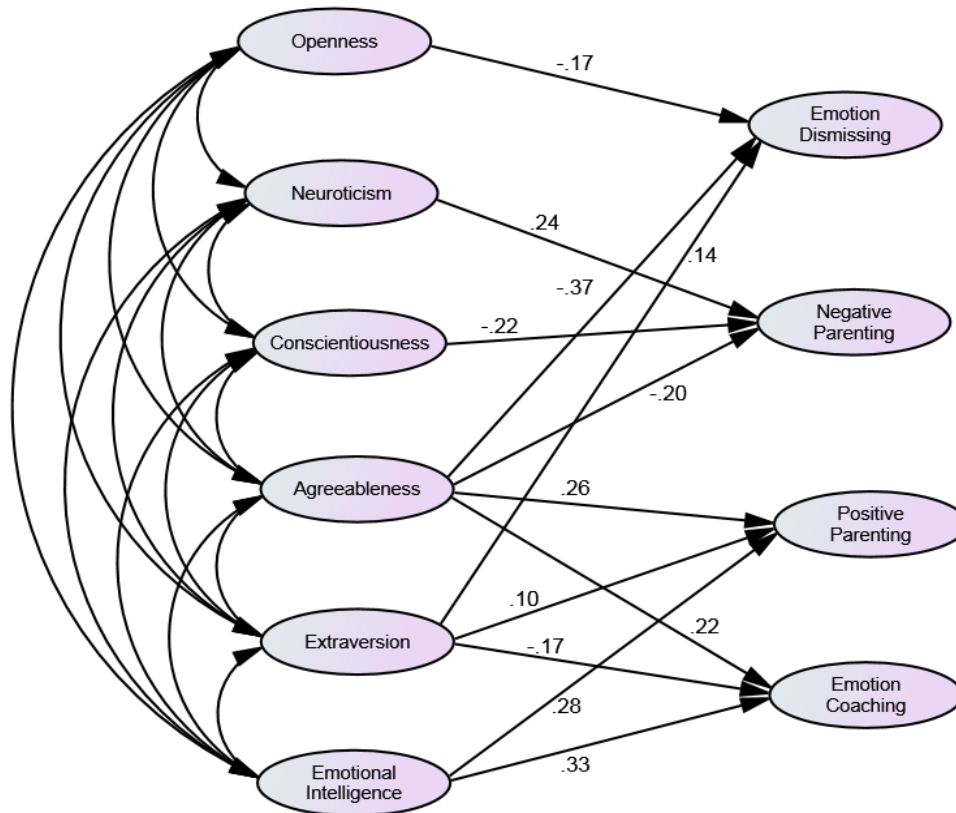 Openness
-.17
Emotion
Dismissing
Neuroticism
.24
.14
-.37
Negative
Parenting
Conscientiousness
-.22
-.20
Agreeableness
.26
Positive
Parenting
.10
.22
Extraversion
-.17
Emotion
Coaching
.28
.33
Emotional
Intelligence